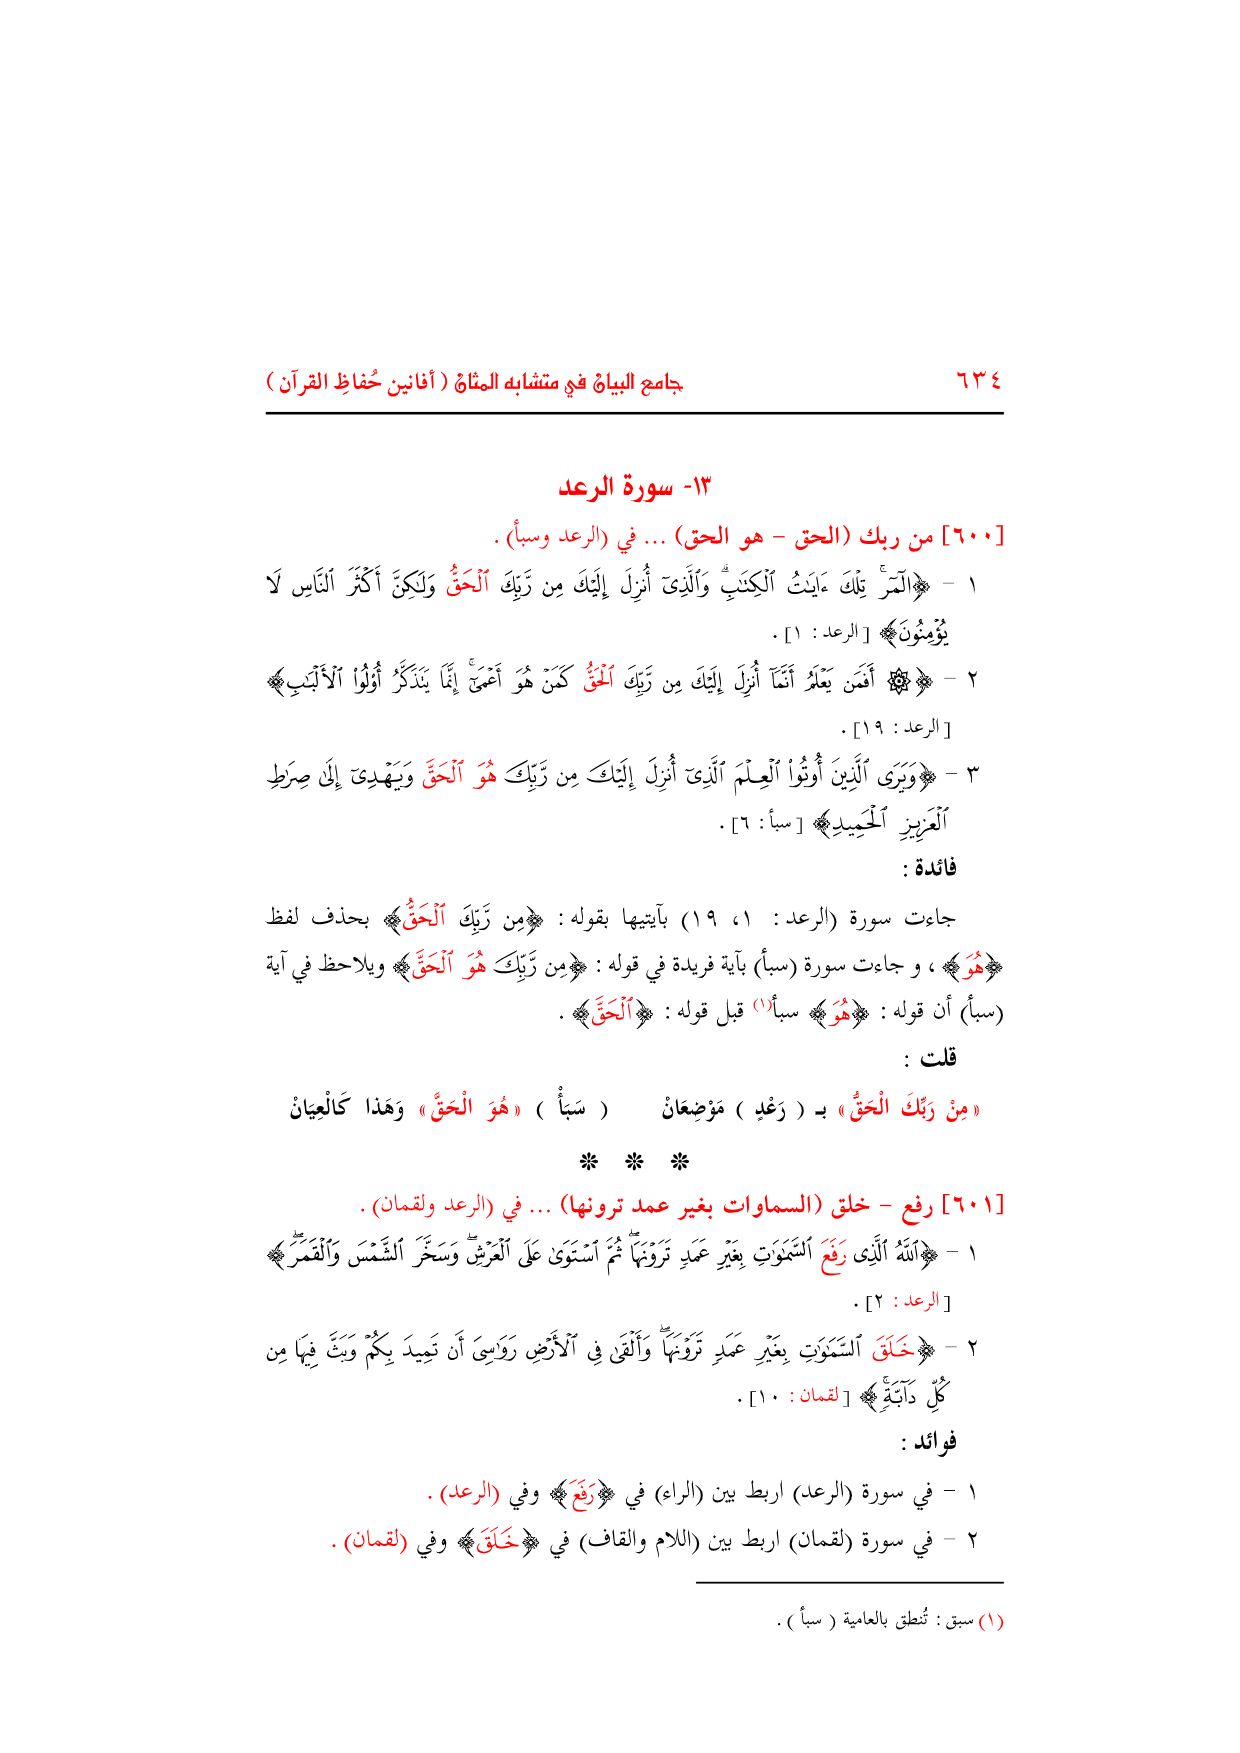 ٦٣٤ جامع البيان في متشابه المثان ( أفانين حُفاظِ القرآن )
١٣- سورة الرعد
[٦٠٠] من ربك (الحق – هو الحق) ... في (الرعد وسبأ) .
١ – ﴿الٓمٓرۚ تِلۡكَ ءَايَٰتُ ٱلۡكِتَٰبِۗ وَٱلَّذِيٓ أُنزِلَ إِلَيۡكَ مِن رَّبِّكَ ٱلۡحَقُّ وَلَٰكِنَّ أَكۡثَرَ ٱلنَّاسِ لَا
يُؤۡمِنُونَ﴾ [الرعد : ١] .
٢ – ﴿۞ أَفَمَن يَعۡلَمُ أَنَّمَآ أُنزِلَ إِلَيۡكَ مِن رَّبِّكَ ٱلۡحَقُّ كَمَنۡ هُوَ أَعۡمَىٰٓۚ إِنَّمَا يَتَذَكَّرُ أُوْلُواْ ٱلۡأَلۡبَٰبِ﴾
[الرعد : ١٩] .
٣ – ﴿وَيَرَى ٱلَّذِينَ أُوتُواْ ٱلۡعِلۡمَ ٱلَّذِيٓ أُنزِلَ إِلَيۡكَ مِن رَّبِّكَ هُوَ ٱلۡحَقَّ وَيَهۡدِيٓ إِلَىٰ صِرَٰطِ
ٱلۡعَزِيزِ ٱلۡحَمِيدِ﴾ [سبأ : ٦] .
فائدة :
جاءت سورة (الرعد : ١، ١٩) بآيتيها بقوله : ﴿مِن رَّبِّكَ ٱلۡحَقُّ﴾ بحذف لفظ
﴿هُوَ﴾ ، و جاءت سورة (سبأ) بآية فريدة في قوله : ﴿مِن رَّبِّكَ هُوَ ٱلۡحَقَّ﴾ ويلاحظ في آية
(سبأ) أن قوله : ﴿هُوَ﴾ سبأ(١) قبل قوله : ﴿ٱلۡحَقَّ﴾ .
قلت :
« مِنْ رَبِّكَ الْحَقُّ » بـ ( رَعْدٍ ) مَوْضِعَانْ ( سَبَأْ ) « هُوَ الْحَقَّ » وَهَذا كَالْعِيَانْ
❋ ❋ ❋
[٦٠١] رفع – خلق (السماوات بغير عمد ترونها) ... في (الرعد ولقمان) .
١ – ﴿ٱللَّهُ ٱلَّذِي رَفَعَ ٱلسَّمَٰوَٰتِ بِغَيۡرِ عَمَدٖ تَرَوۡنَهَاۖ ثُمَّ ٱسۡتَوَىٰ عَلَى ٱلۡعَرۡشِۖ وَسَخَّرَ ٱلشَّمۡسَ وَٱلۡقَمَرَۖ﴾
[الرعد : ٢] .
٢ – ﴿خَلَقَ ٱلسَّمَٰوَٰتِ بِغَيۡرِ عَمَدٖ تَرَوۡنَهَاۖ وَأَلۡقَىٰ فِي ٱلۡأَرۡضِ رَوَٰسِيَ أَن تَمِيدَ بِكُمۡ وَبَثَّ فِيهَا مِن
كُلِّ دَآبَّةٖۚ﴾ [لقمان : ١٠] .
فوائد :
١ – في سورة (الرعد) اربط بين (الراء) في ﴿رَفَعَ﴾ وفي (الرعد) .
٢ – في سورة (لقمان) اربط بين (اللام والقاف) في ﴿خَلَقَ﴾ وفي (لقمان) .
(١) سبق : تُنطق بالعامية ( سبأ ) .